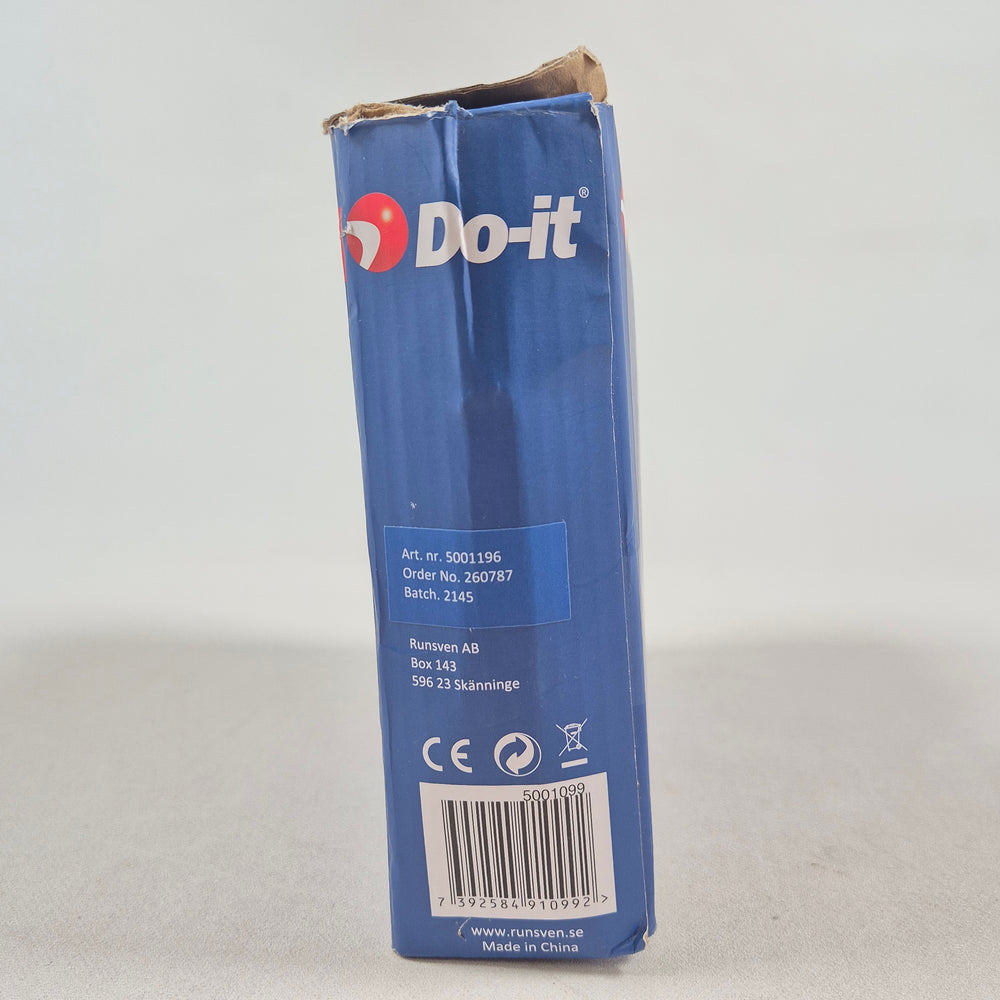 Do-it®
Art. nr. 5001196
Order No. 260787
Batch. 2145
Runsven AB
Box 143
596 23 Skänninge
CE
5001099
7 392584 910992 >
www.runsven.se
Made in China